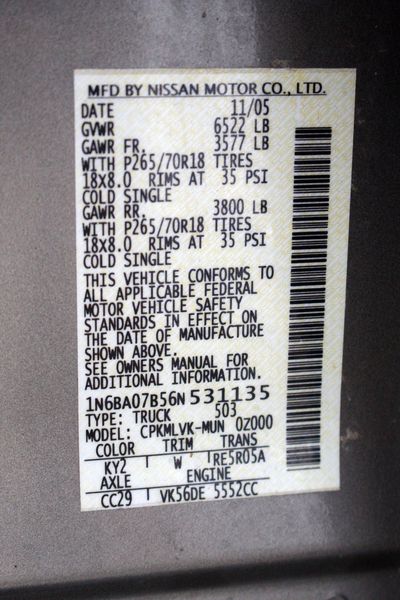 MFD BY NISSAN MOTOR CO., LTD.
DATE 11/05
GVWR 6522 LB
GAWR FR. 3577 LB
WITH P265/70R18 TIRES
18X8.0 RIMS AT 35 PSI
COLD SINGLE
GAWR RR. 3800 LB
WITH P265/70R18 TIRES
18X8.0 RIMS AT 35 PSI
COLD SINGLE
THIS VEHICLE CONFORMS TO
ALL APPLICABLE FEDERAL
MOTOR VEHICLE SAFETY
STANDARDS IN EFFECT ON
THE DATE OF MANUFACTURE
SHOWN ABOVE.
SEE OWNERS MANUAL FOR
ADDITIONAL INFORMATION.
1N6BA07B56N531135
TYPE: TRUCK 503
MODEL: CPKMLVK-MUN 0Z000
COLOR TRIM TRANS
KY2 W RE5R05A
AXLE ENGINE
CC29 VK56DE 5552CC